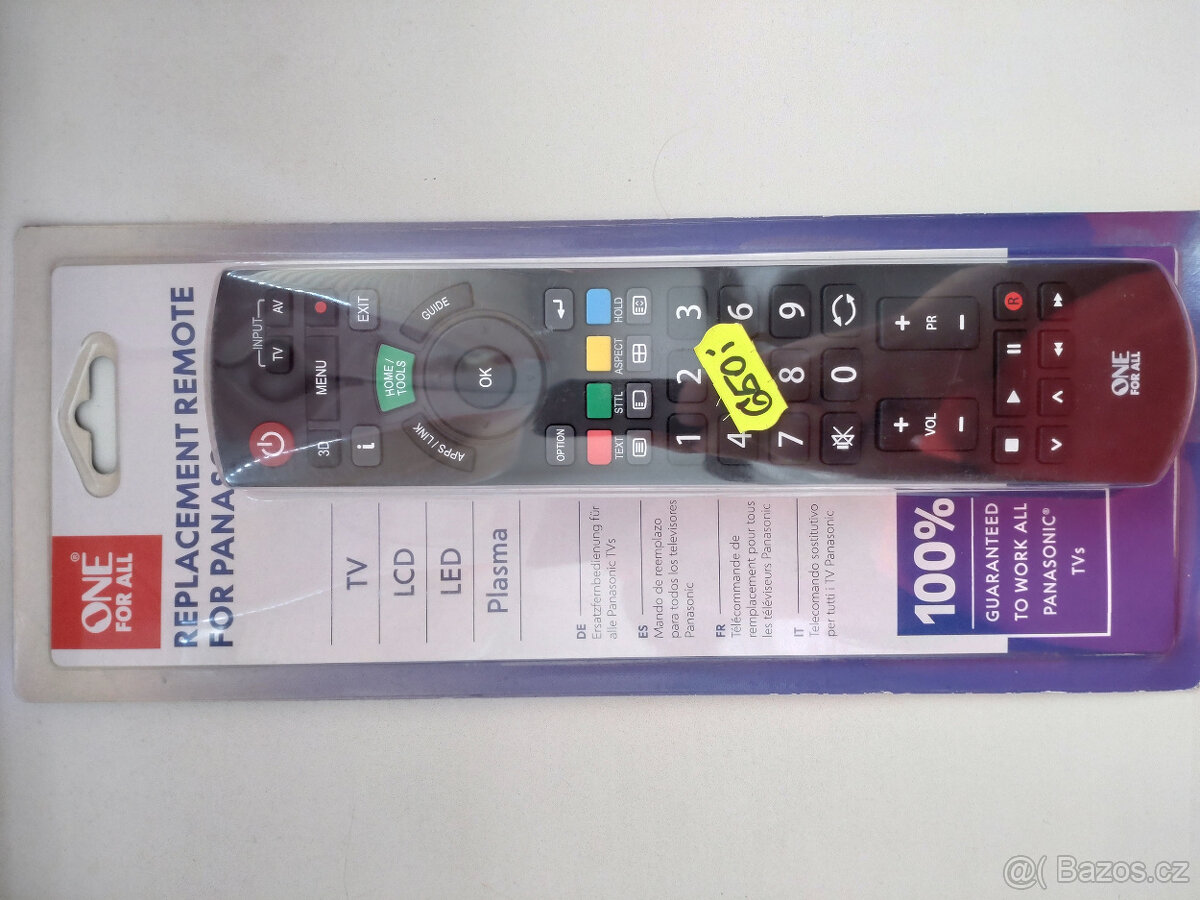 ONE®
FOR ALL
REPLACEMENT REMOTE
FOR PANAS
TV
LCD
LED
Plasma
DE
Ersatzfernbedienung für
alle Panasonic TVs
ES
Mando de reemplazo
para todos los televisores
Panasonic
FR
Télécommande de
remplacement pour tous
les téléviseurs Panasonic
IT
Telecomando sostitutivo
per tutti i TV Panasonic
100%
GUARANTEED
TO WORK ALL
PANASONIC®
TVs
INPUT
TV AV
3D MENU
i EXIT
HOME/
TOOLS
GUIDE
OK
APPS / LINK
OPTION
TEXT STTL ASPECT HOLD
1 2 3
4 6
7 8 9
0
+ +
VOL PR
- -
R
ONE
FOR ALL
@( Bazos.cz